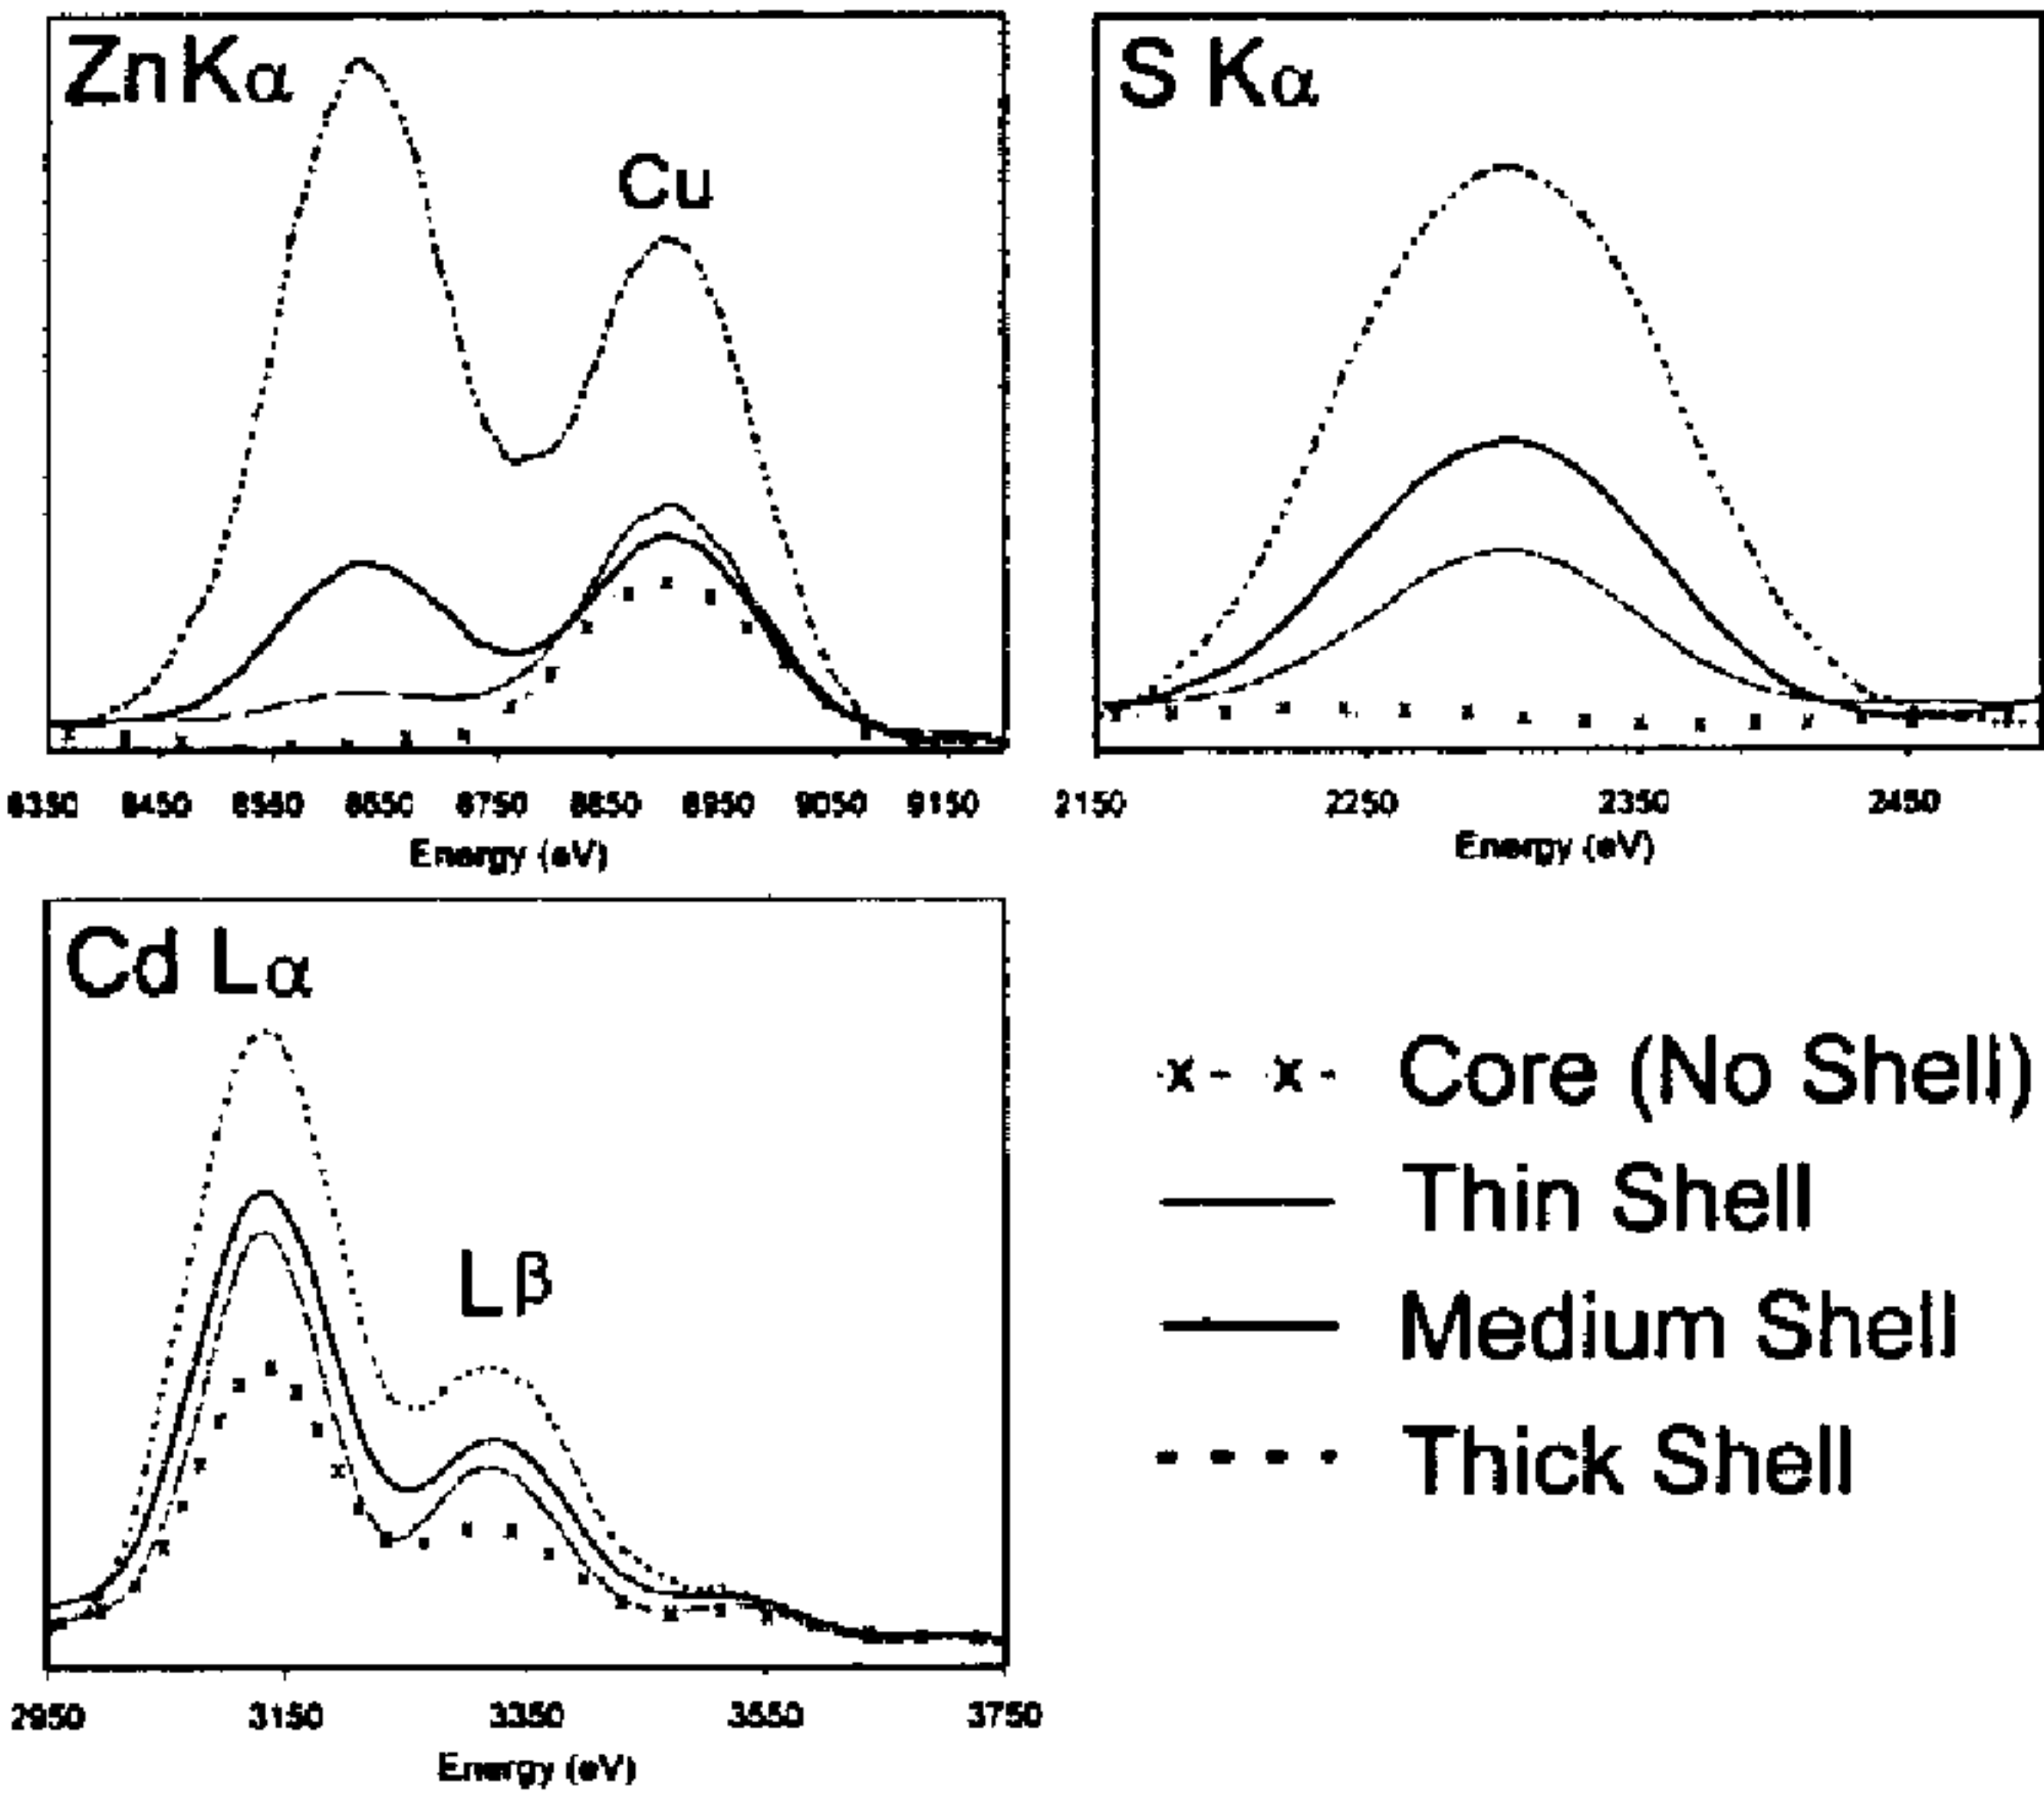 ZnKα
Cu
8350 8450 8550 8650 8750 8850 8950 9050 9150
Energy (eV)
S Kα
2150 2250 2350 2450
Energy (eV)
Cd Lα
Lβ
2950 3150 3350 3550 3750
Energy (eV)
Core (No Shell)
Thin Shell
Medium Shell
Thick Shell